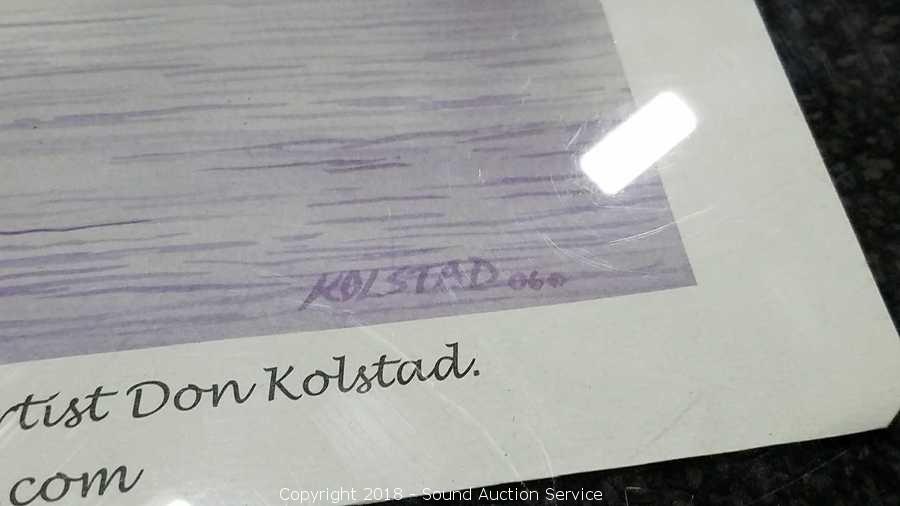 KOLSTAD 060
rtist Don Kolstad.
.com
Copyright 2018 - Sound Auction Service